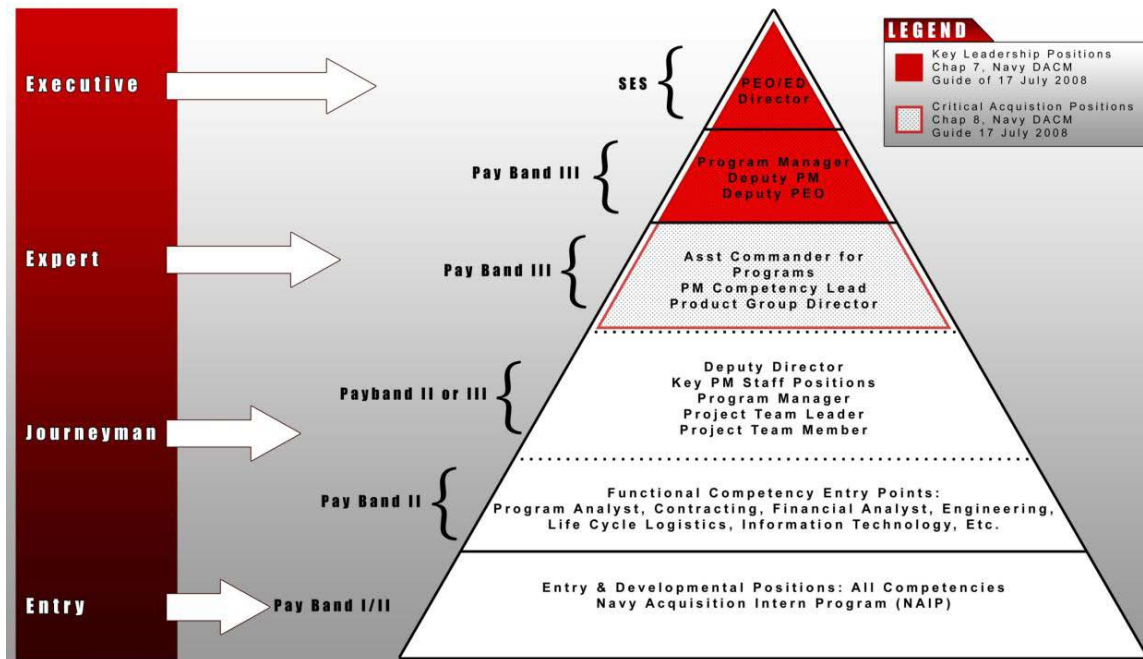 LEGEND
Key Leadership Positions
Chap 7, Navy DACM
Guide of 17 July 2008
Critical Acquistion Positions
Chap 8, Navy DACM
Guide 17 July 2008
Executive
SES
PEO/ED
Director
Pay Band III
Program Manager
Deputy PM
Deputy PEO
Expert
Pay Band III
Asst Commander for
Programs
PM Competency Lead
Product Group Director
Payband II or III
Deputy Director
Key PM Staff Positions
Program Manager
Project Team Leader
Project Team Member
Journeyman
Pay Band II
Functional Competency Entry Points:
Program Analyst, Contracting, Financial Analyst, Engineering,
Life Cycle Logistics, Information Technology, Etc.
Entry
Pay Band I/II
Entry & Developmental Positions: All Competencies
Navy Acquisition Intern Program (NAIP)